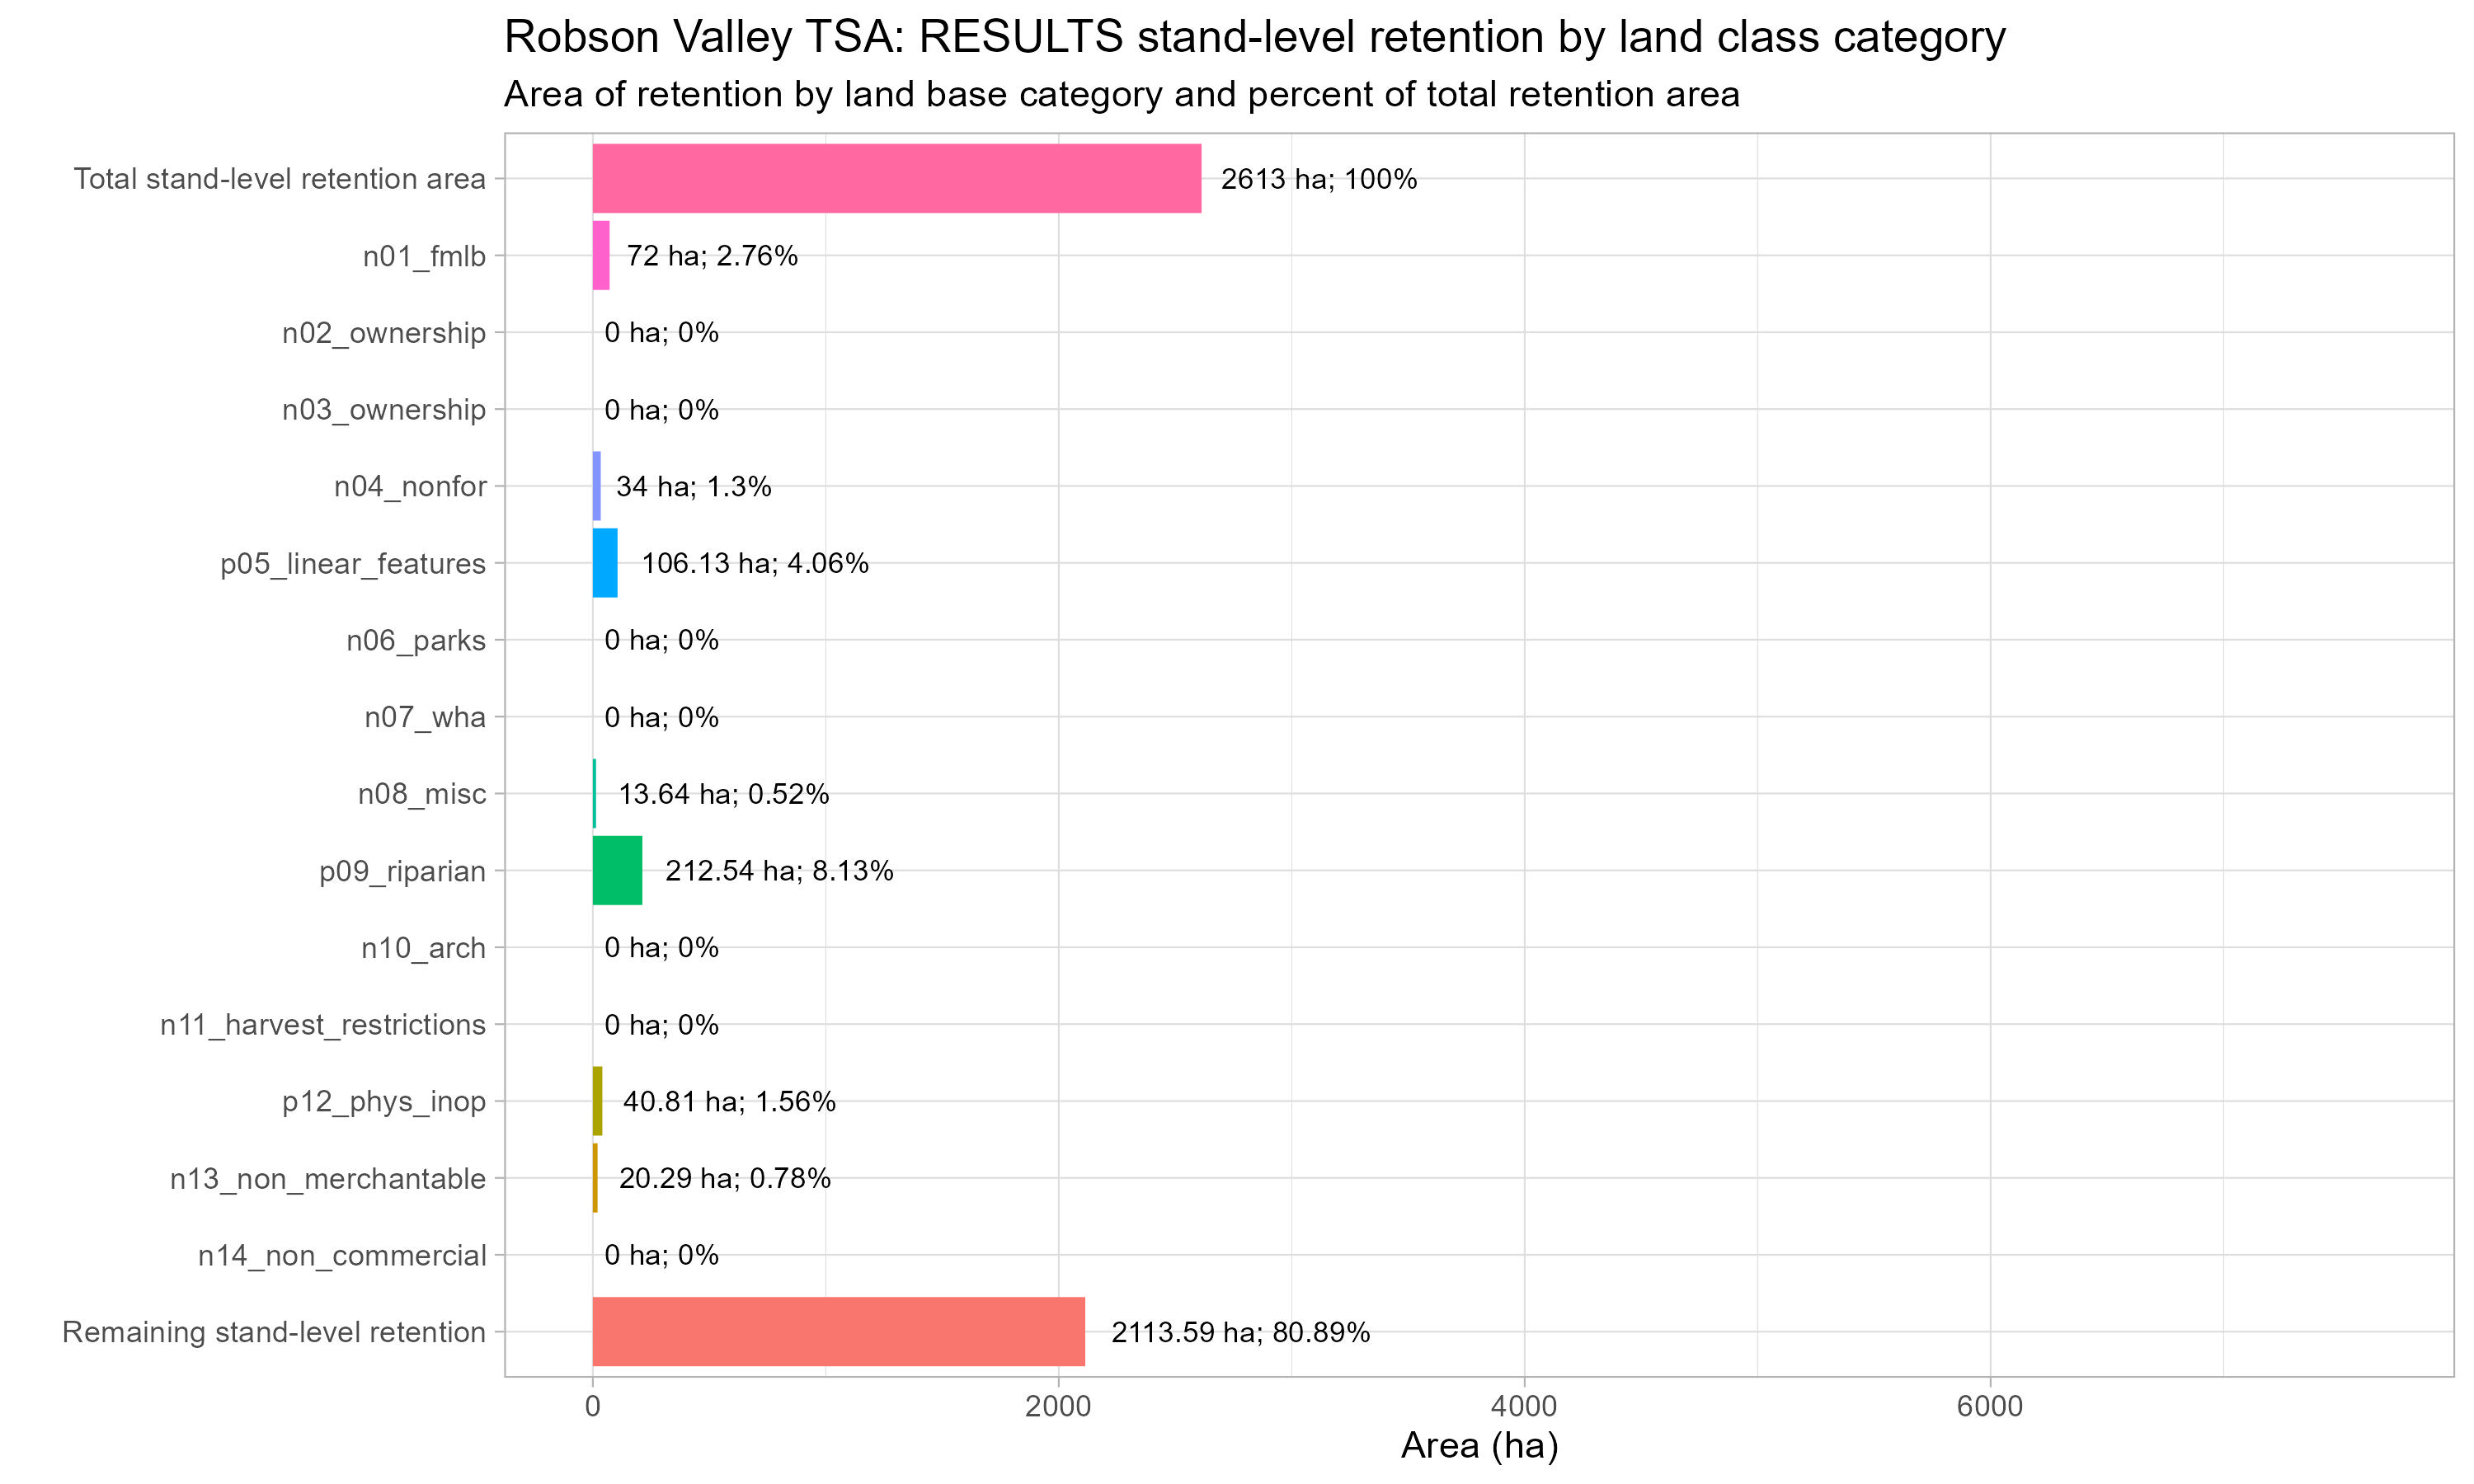 Robson Valley TSA: RESULTS stand-level retention by land class category
Area of retention by land base category and percent of total retention area
Total stand-level retention area 2613 ha; 100%
n01_fmlb 72 ha; 2.76%
n02_ownership 0 ha; 0%
n03_ownership 0 ha; 0%
n04_nonfor 34 ha; 1.3%
p05_linear_features 106.13 ha; 4.06%
n06_parks 0 ha; 0%
n07_wha 0 ha; 0%
n08_misc 13.64 ha; 0.52%
p09_riparian 212.54 ha; 8.13%
n10_arch 0 ha; 0%
n11_harvest_restrictions 0 ha; 0%
p12_phys_inop 40.81 ha; 1.56%
n13_non_merchantable 20.29 ha; 0.78%
n14_non_commercial 0 ha; 0%
Remaining stand-level retention 2113.59 ha; 80.89%
0 2000 4000 6000
Area (ha)